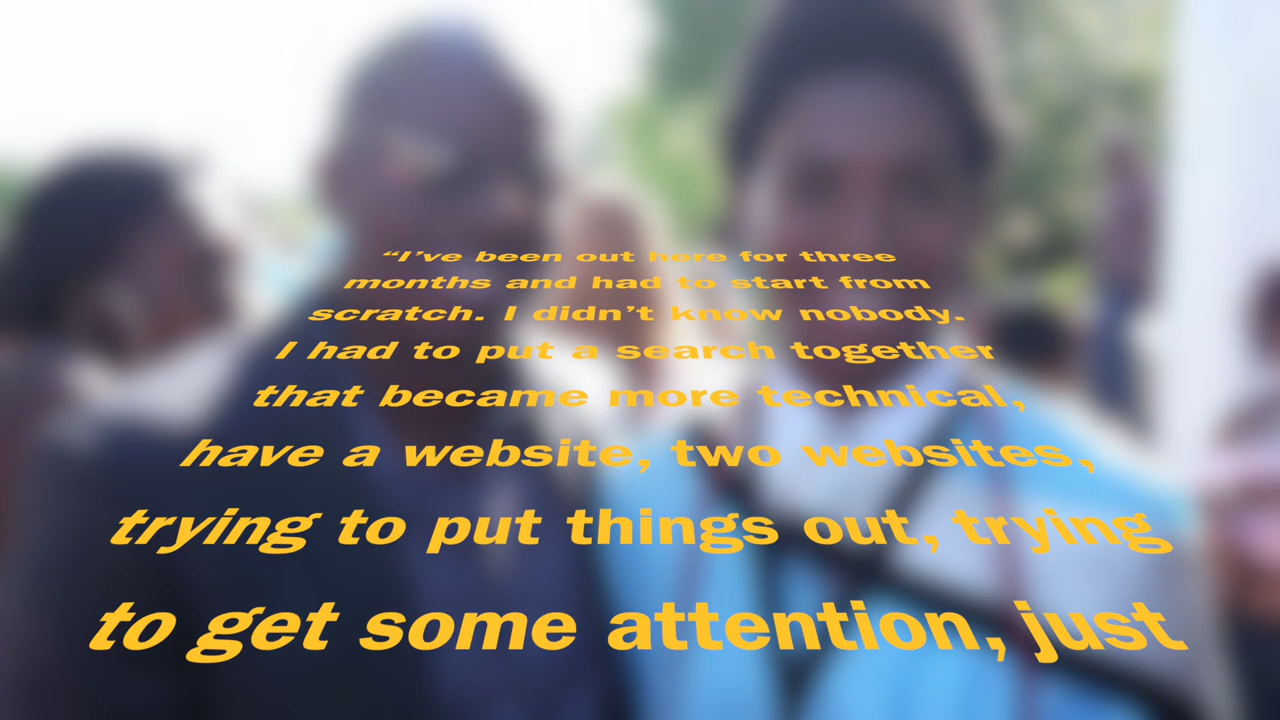 “I’ve been out here for three
months and had to start from
scratch. I didn’t know nobody.
I had to put a search together
that became more technical,
have a website, two websites,
trying to put things out, trying
to get some attention, just